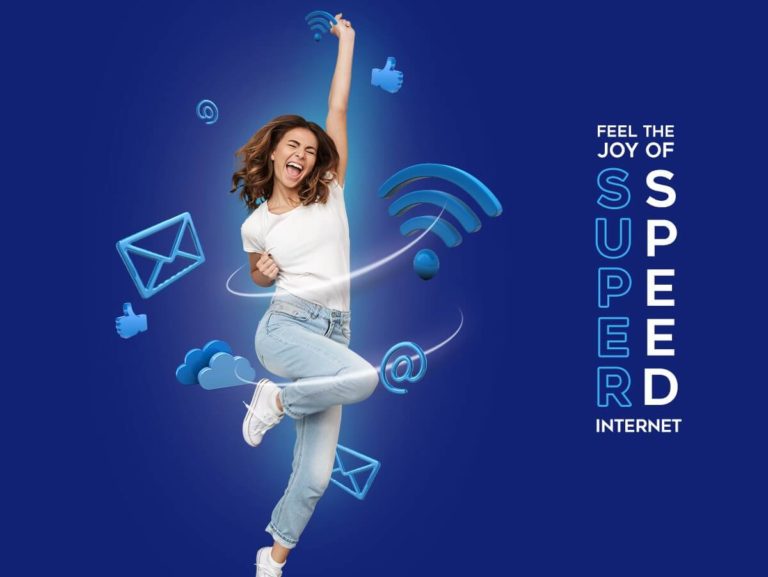 FEEL THE
JOY OF
SUPER
SPEED
INTERNET